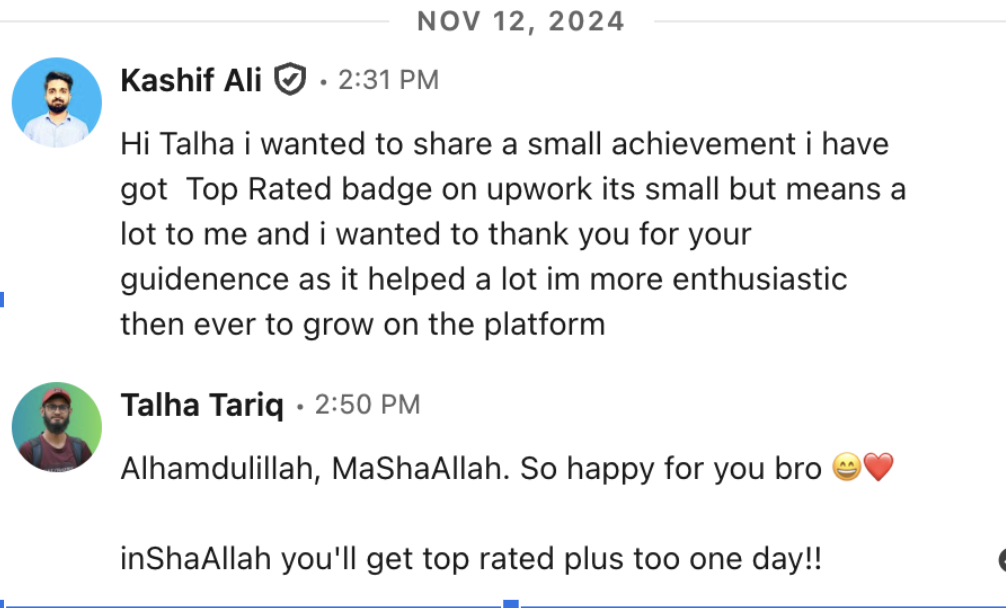 NOV 12, 2024
Kashif Ali • 2:31 PM
Hi Talha i wanted to share a small achievement i have
got  Top Rated badge on upwork its small but means a
lot to me and i wanted to thank you for your
guidenence as it helped a lot im more enthusiastic
then ever to grow on the platform
Talha Tariq • 2:50 PM
Alhamdulillah, MaShaAllah. So happy for you bro 😄❤️
inShaAllah you'll get top rated plus too one day!!